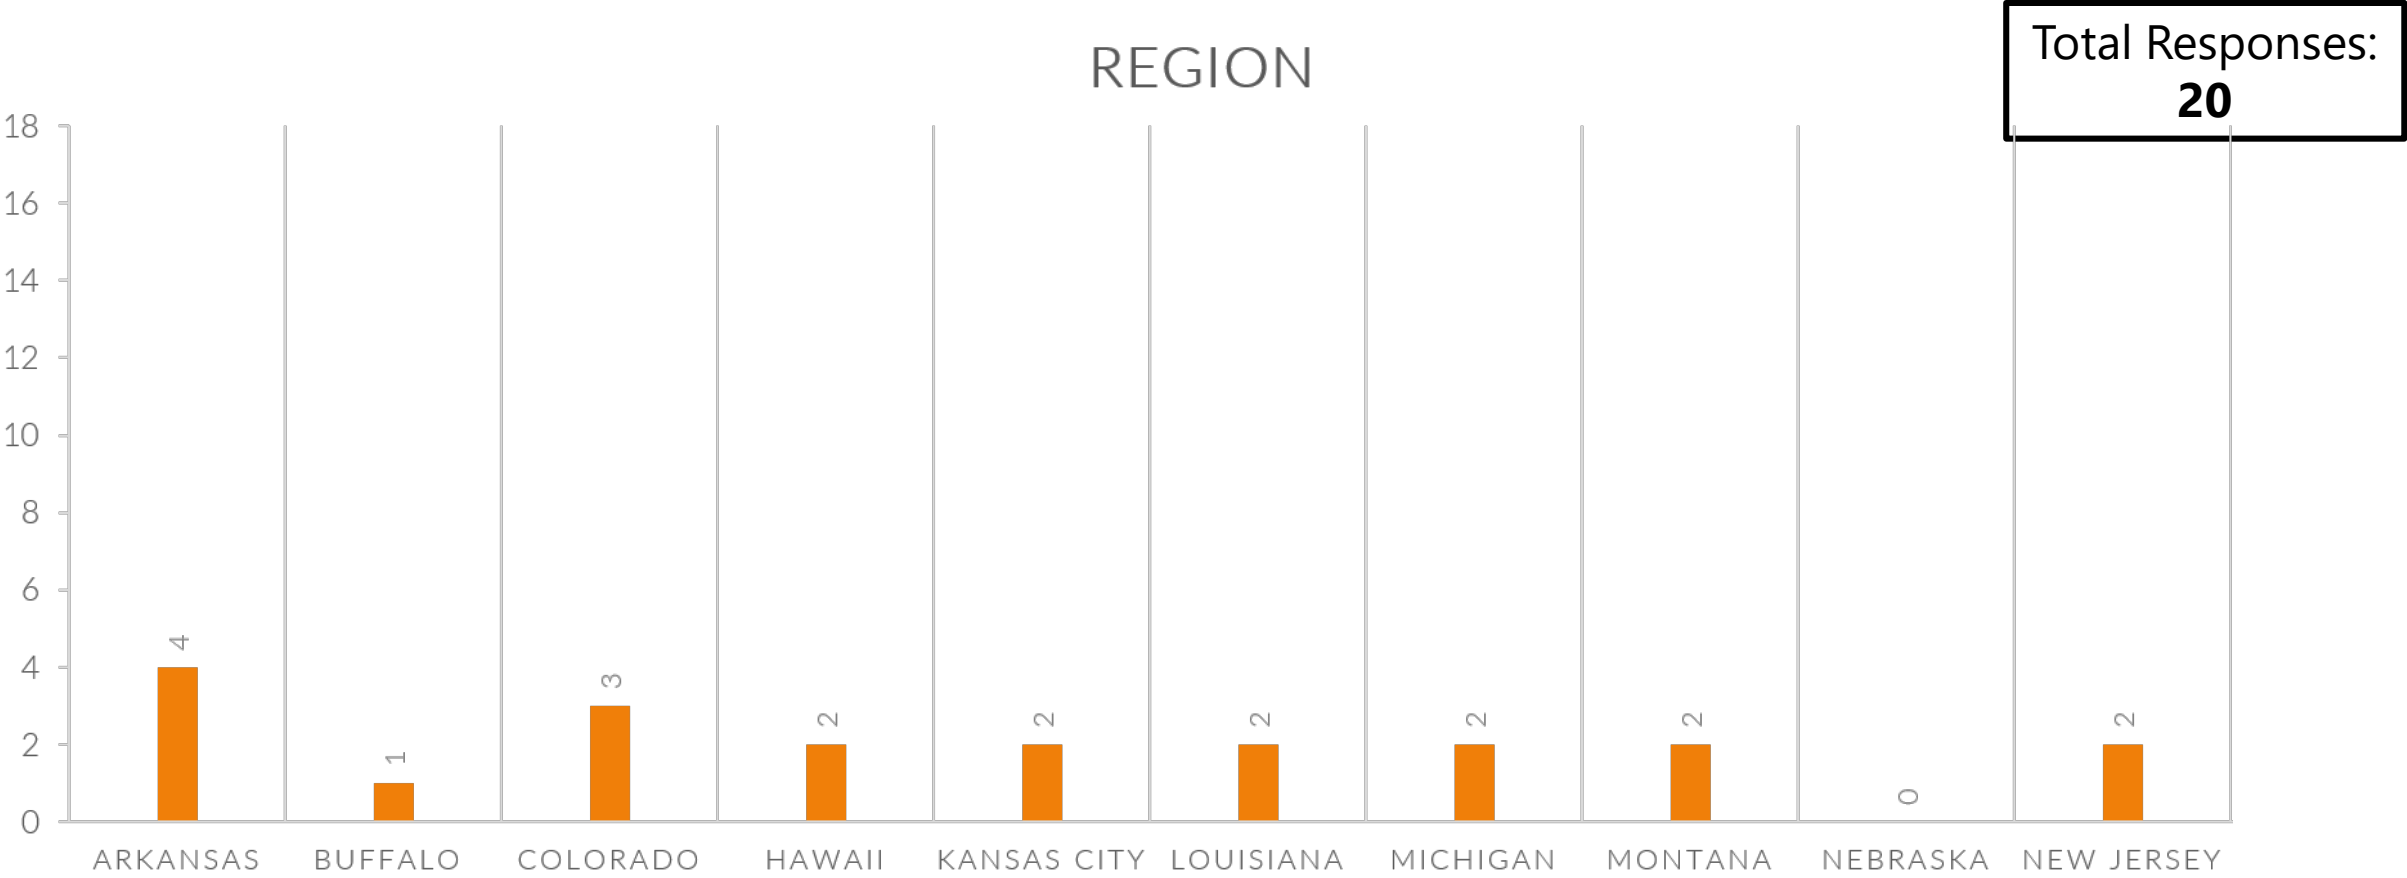 REGION
Total Responses:
20
18
16
14
12
10
8
6
4
2
0
4
1
3
2
2
2
2
2
0
2
ARKANSAS
BUFFALO
COLORADO
HAWAII
KANSAS CITY
LOUISIANA
MICHIGAN
MONTANA
NEBRASKA
NEW JERSEY